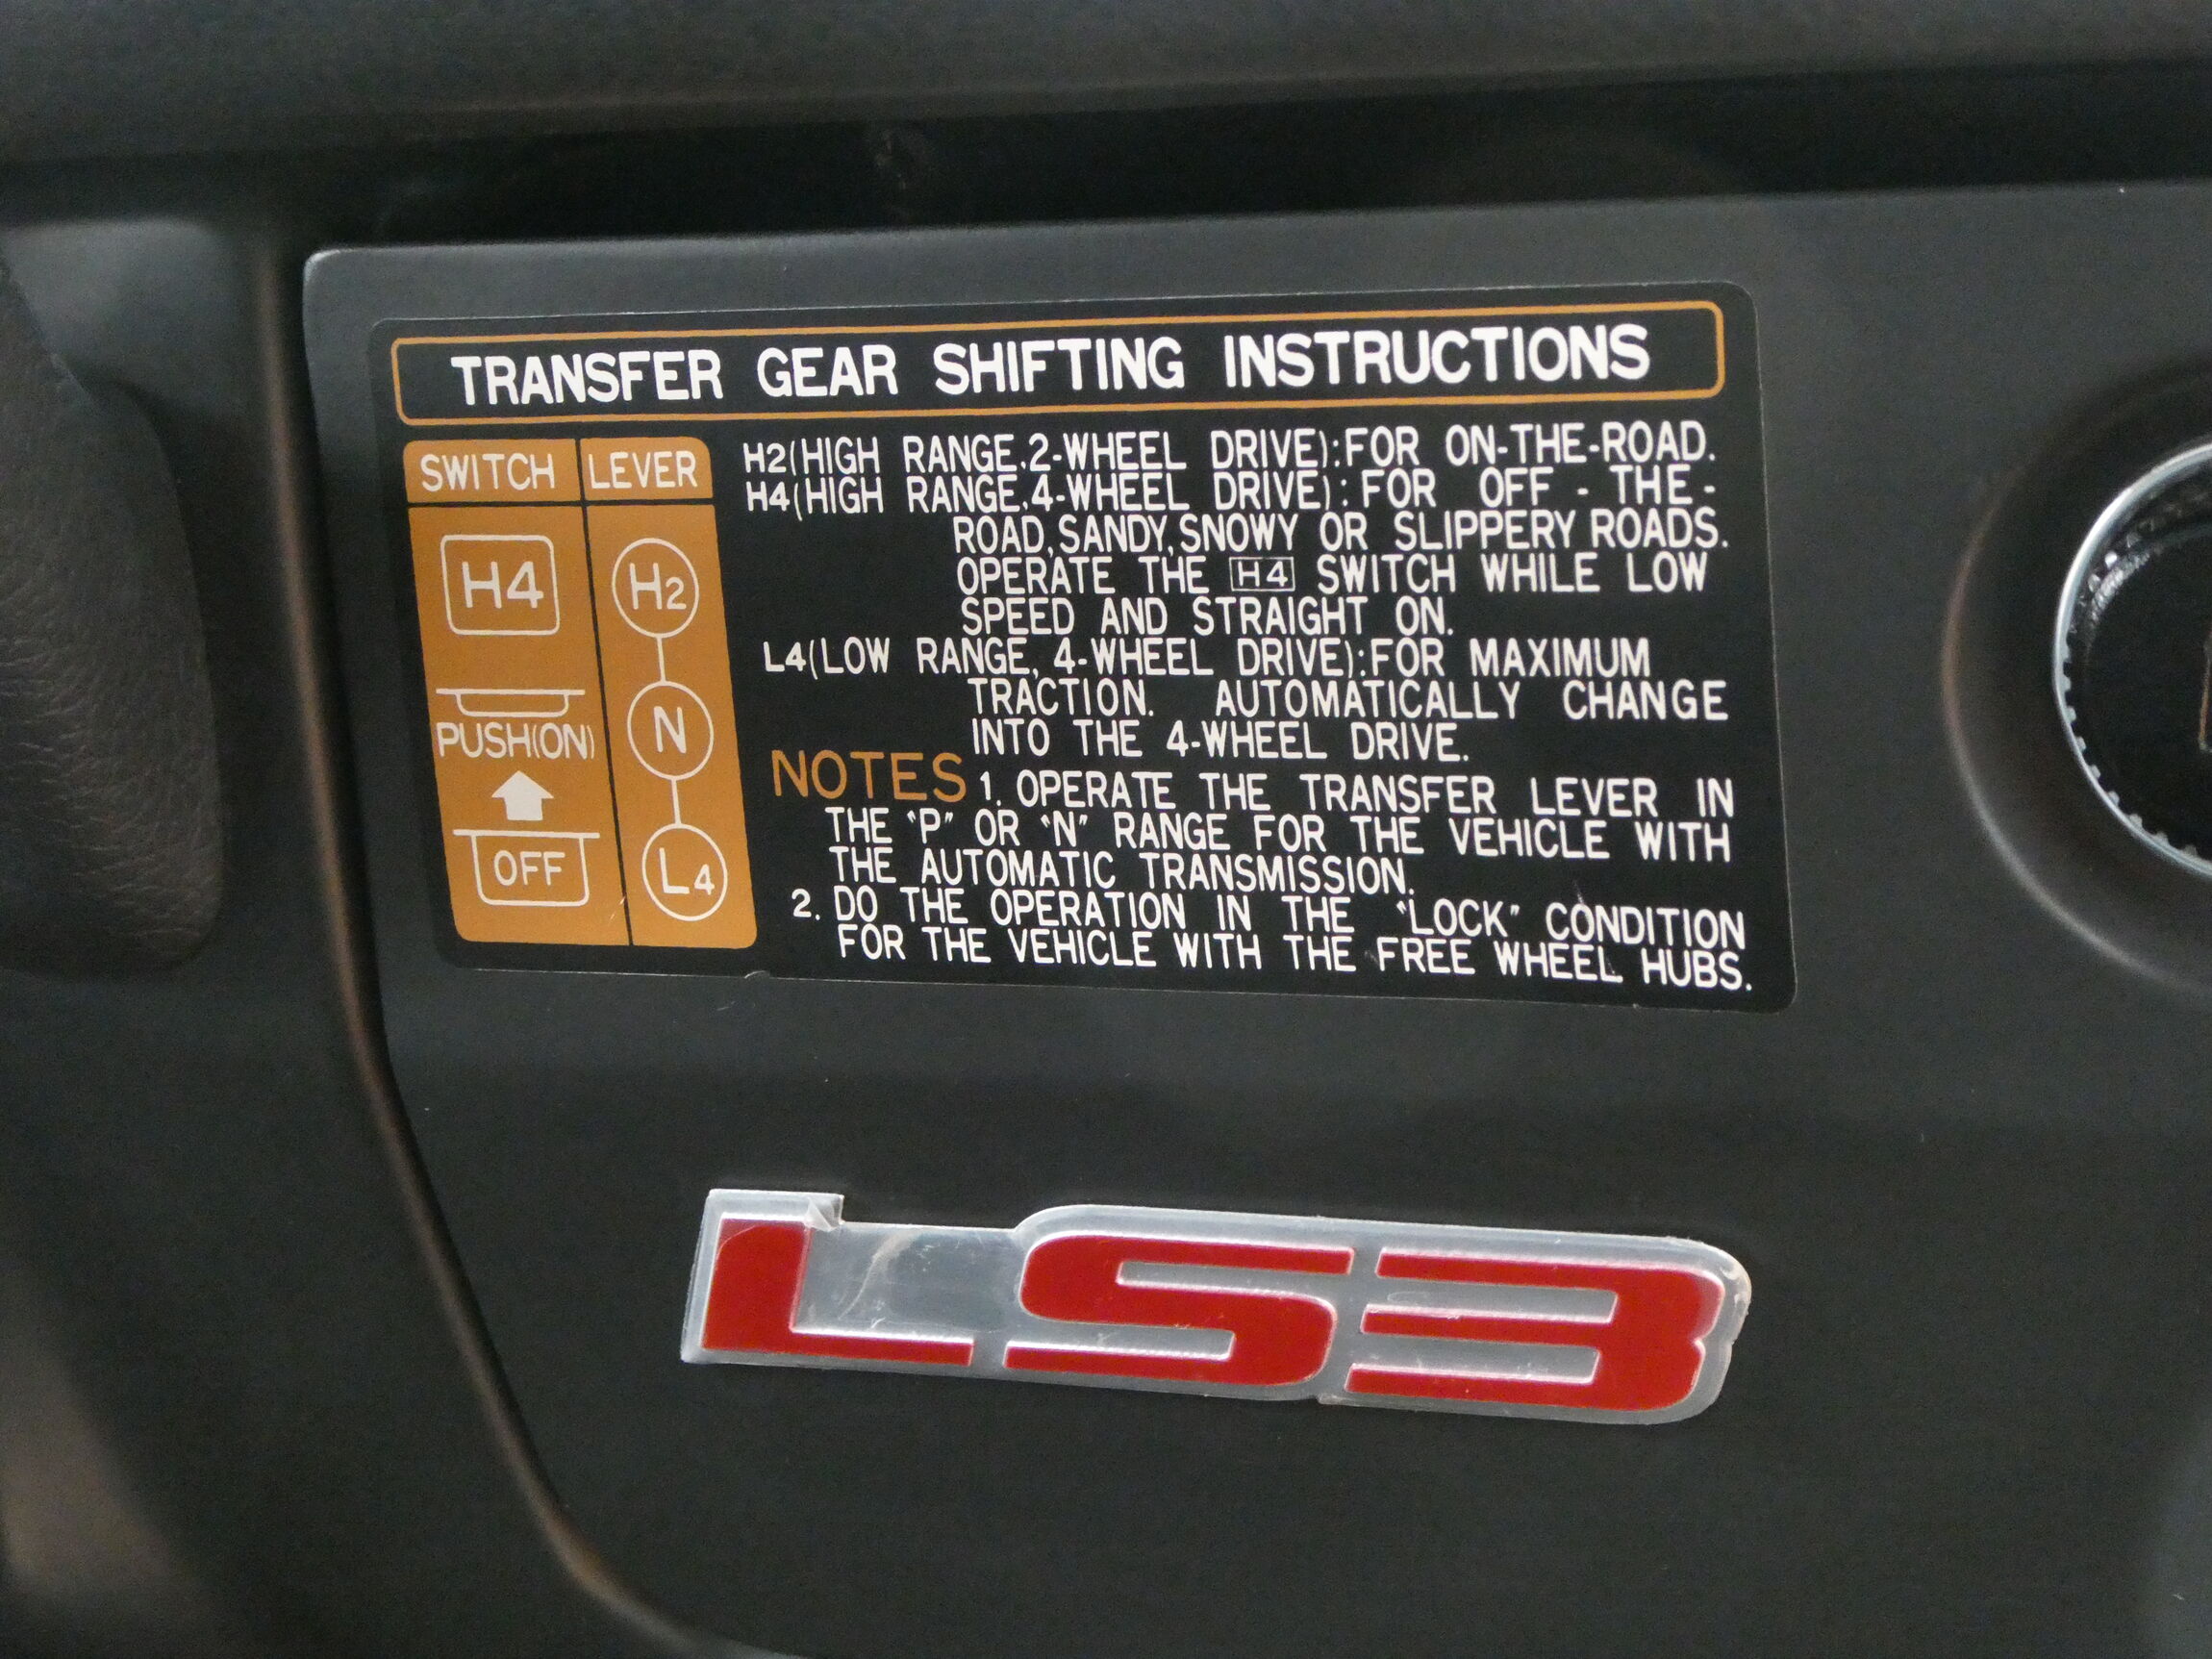 TRANSFER GEAR SHIFTING INSTRUCTIONS
SWITCH LEVER
H4 H2
PUSH(ON) N
OFF L4
H2(HIGH RANGE,2-WHEEL DRIVE):FOR ON-THE-ROAD.
H4(HIGH RANGE,4-WHEEL DRIVE):FOR OFF-THE-
ROAD,SANDY,SNOWY OR SLIPPERY ROADS.
OPERATE THE H4 SWITCH WHILE LOW
SPEED AND STRAIGHT ON.
L4(LOW RANGE, 4-WHEEL DRIVE):FOR MAXIMUM
TRACTION. AUTOMATICALLY CHANGE
INTO THE 4-WHEEL DRIVE.
NOTES 1. OPERATE THE TRANSFER LEVER IN
THE "P" OR "N" RANGE FOR THE VEHICLE WITH
THE AUTOMATIC TRANSMISSION.
2. DO THE OPERATION IN THE "LOCK" CONDITION
FOR THE VEHICLE WITH THE FREE WHEEL HUBS.
LS3